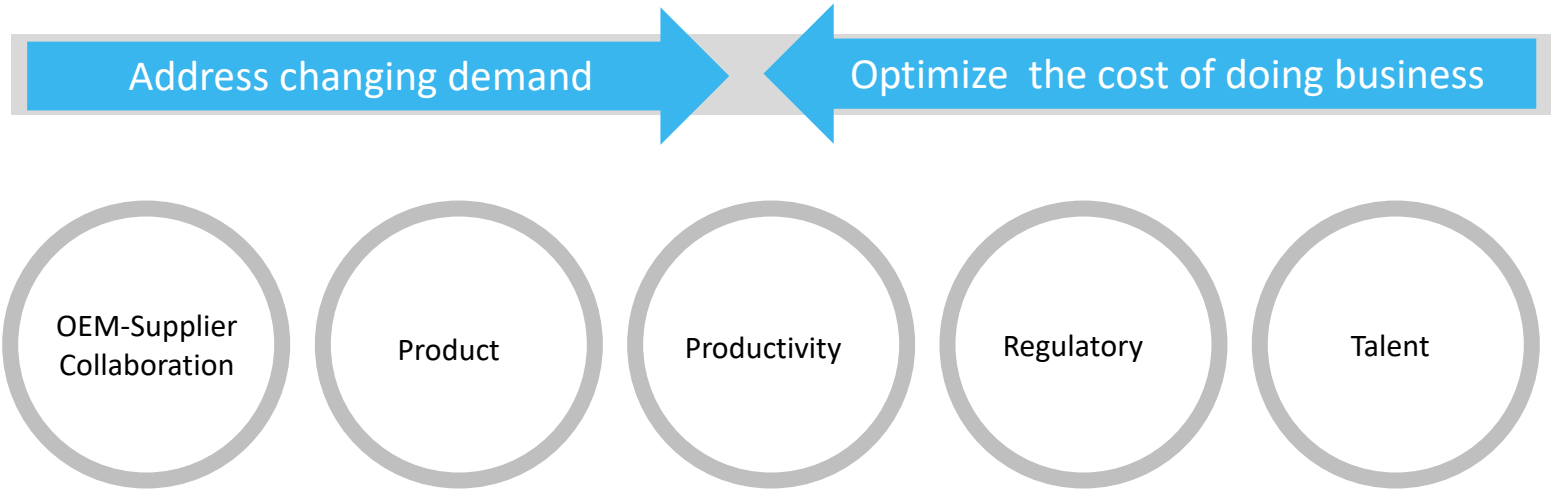 Address changing demand
Optimize  the cost of doing business
OEM-Supplier
Collaboration
Product
Productivity
Regulatory
Talent